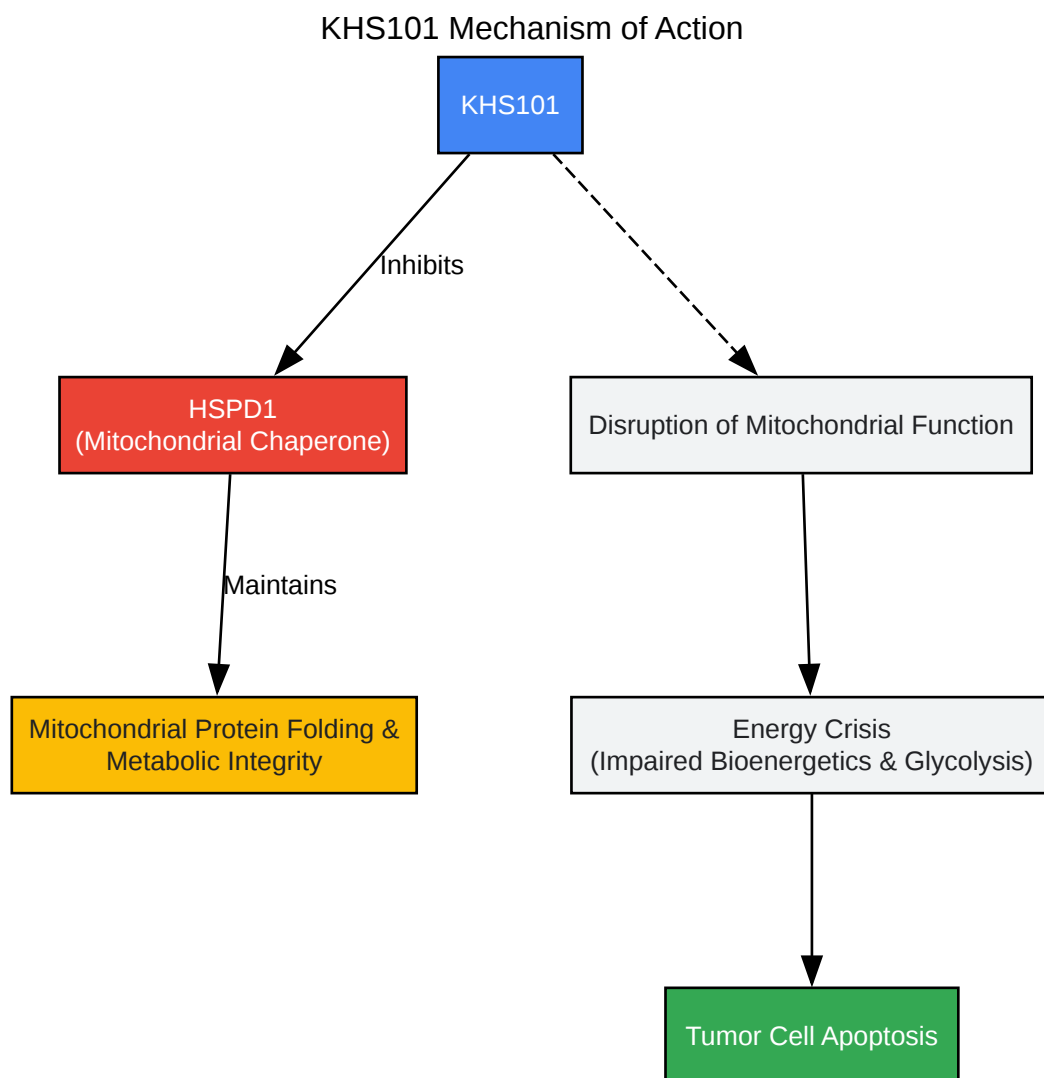 KHS101 Mechanism of Action
KHS101
Inhibits
HSPD1
(Mitochondrial Chaperone)
Disruption of Mitochondrial Function
Maintains
Mitochondrial Protein Folding &
Metabolic Integrity
Energy Crisis
(Impaired Bioenergetics & Glycolysis)
Tumor Cell Apoptosis